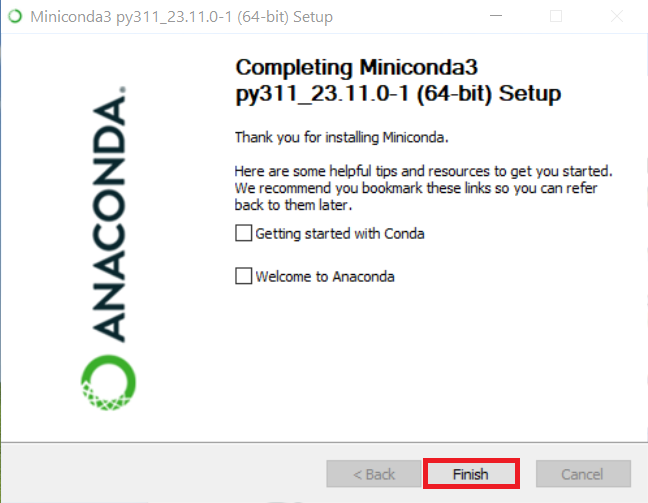 Miniconda3 py311_23.11.0-1 (64-bit) Setup
ANACONDA.
Completing Miniconda3
py311_23.11.0-1 (64-bit) Setup
Thank you for installing Miniconda.
Here are some helpful tips and resources to get you started.
We recommend you bookmark these links so you can refer
back to them later.
Getting started with Conda
Welcome to Anaconda
< Back
Finish
Cancel